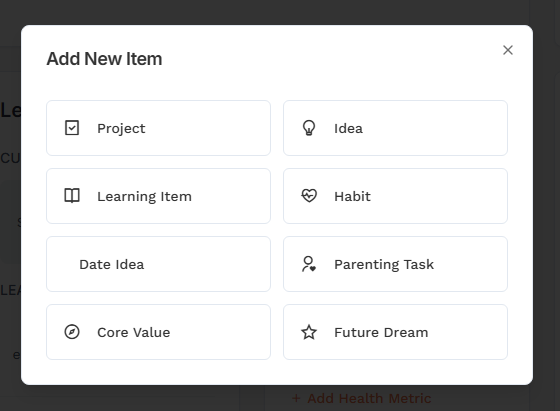 Add New Item
Project
Idea
Learning Item
Habit
Date Idea
Parenting Task
Core Value
Future Dream
Le
CU
LEA
e
+ Add Health Metric